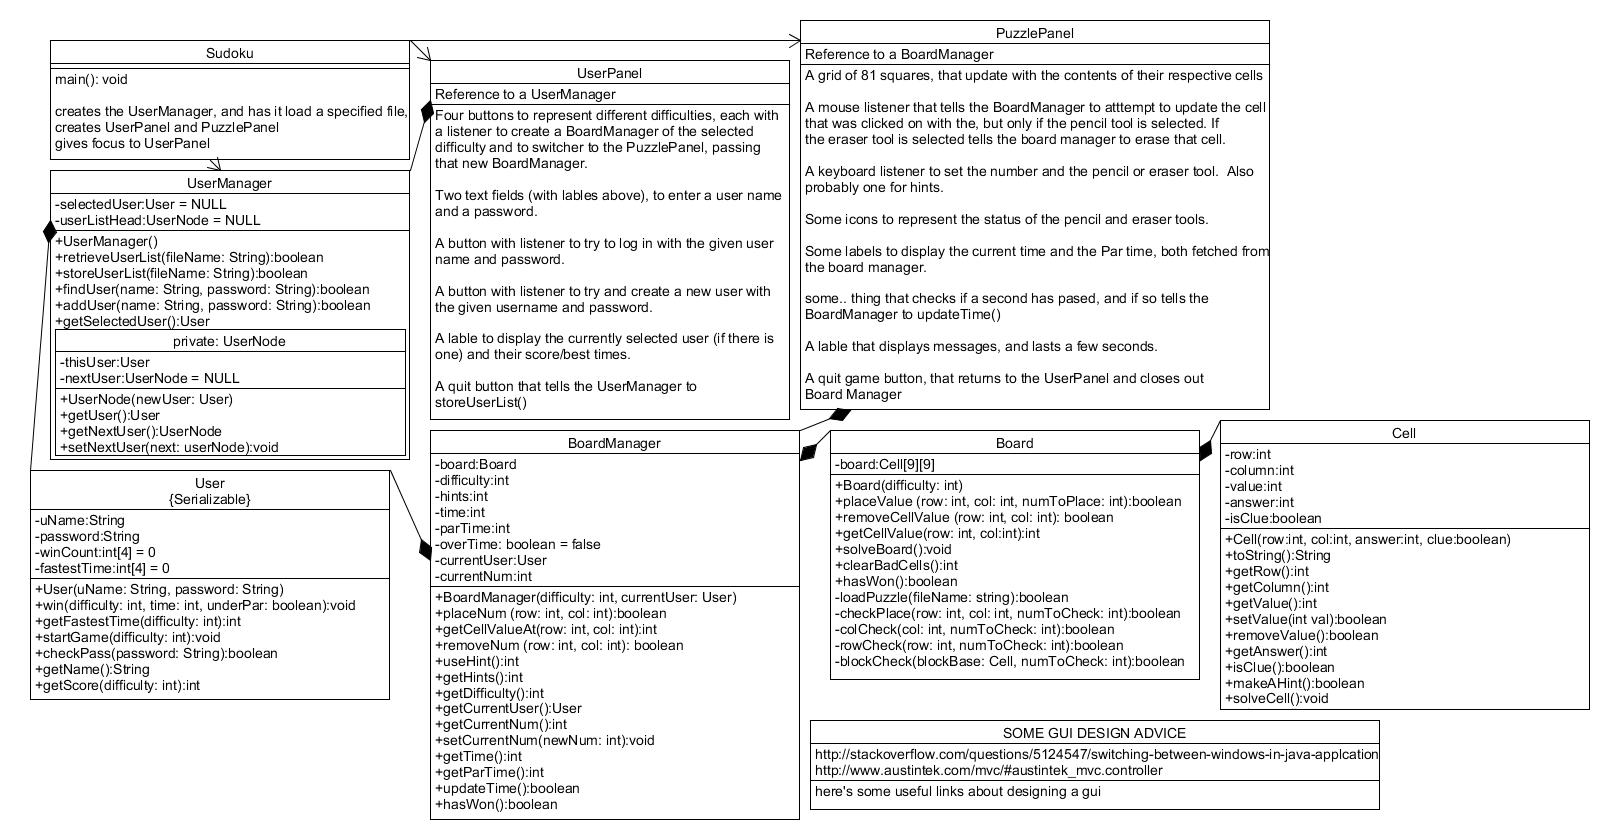 Sudoku
main(): void
creates the UserManager, and has it load a specified file,
creates UserPanel and PuzzlePanel
gives focus to UserPanel
UserManager
-selectedUser:User = NULL
-userListHead:UserNode = NULL
+UserManager()
+retrieveUserList(fileName: String):boolean
+storeUserList(fileName: String):boolean
+findUser(name: String, password: String):boolean
+addUser(name: String, password: String):boolean
+getSelectedUser():User
private: UserNode
-thisUser:User
-nextUser:UserNode = NULL
+UserNode(newUser: User)
+getUser():User
+getNextUser():UserNode
+setNextUser(next: userNode):void
User
{Serializable}
-uName:String
-password:String
-winCount:int[4] = 0
-fastestTime:int[4] = 0
+User(uName: String, password: String)
+win(difficulty: int, time: int, underPar: boolean):void
+getFastestTime(difficulty: int):int
+startGame(difficulty: int):void
+checkPass(password: String):boolean
+getName():String
+getScore(difficulty: int):int
UserPanel
Reference to a UserManager
Four buttons to represent different difficulties, each with
a listener to create a BoardManager of the selected
difficulty and to switcher to the PuzzlePanel, passing
that new BoardManager.
Two text fields (with lables above), to enter a user name
and a password.
A button with listener to try to log in with the given user
name and password.
A button with listener to try and create a new user with
the given username and password.
A lable to display the currently selected user (if there is
one) and their score/best times.
A quit button that tells the UserManager to
storeUserList()
PuzzlePanel
Reference to a BoardManager
A grid of 81 squares, that update with the contents of their respective cells
A mouse listener that tells the BoardManager to atttempt to update the cell
that was clicked on with the, but only if the pencil tool is selected. If
the eraser tool is selected tells the board manager to erase that cell.
A keyboard listener to set the number and the pencil or eraser tool.  Also
probably one for hints.
Some icons to represent the status of the pencil and eraser tools.
Some labels to display the current time and the Par time, both fetched from
the board manager.
some.. thing that checks if a second has pased, and if so tells the
BoardManager to updateTime()
A lable that displays messages, and lasts a few seconds.
A quit game button, that returns to the UserPanel and closes out
Board Manager
BoardManager
-board:Board
-difficulty:int
-hints:int
-time:int
-parTime:int
-overTime: boolean = false
-currentUser:User
-currentNum:int
+BoardManager(difficulty: int, currentUser: User)
+placeNum (row: int, col: int):boolean
+getCellValueAt(row: int, col: int):int
+removeNum (row: int, col: int): boolean
+useHint():int
+getHints():int
+getDifficulty():int
+getCurrentUser():User
+getCurrentNum():int
+setCurrentNum(newNum: int):void
+getTime():int
+getParTime():int
+updateTime():boolean
+hasWon():boolean
Board
-board:Cell[9][9]
+Board(difficulty: int)
+placeValue (row: int, col: int, numToPlace: int):boolean
+removeCellValue (row: int, col: int): boolean
+getCellValue(row: int, col:int):int
+solveBoard():void
+clearBadCells():int
+hasWon():boolean
-loadPuzzle(fileName: string):boolean
-checkPlace(row: int, col: int, numToCheck: int):boolean
-colCheck(col: int, numToCheck: int):boolean
-rowCheck(row: int, numToCheck: int):boolean
-blockCheck(blockBase: Cell, numToCheck: int):boolean
Cell
-row:int
-column:int
-value:int
-answer:int
-isClue:boolean
+Cell(row:int, col:int, answer:int, clue:boolean)
+toString():String
+getRow():int
+getColumn():int
+getValue():int
+setValue(int val):boolean
+removeValue():boolean
+getAnswer():int
+isClue():boolean
+makeAHint():boolean
+solveCell():void
SOME GUI DESIGN ADVICE
http://stackoverflow.com/questions/5124547/switching-between-windows-in-java-applcation
http://www.austintek.com/mvc/#austintek_mvc.controller
here's some useful links about designing a gui